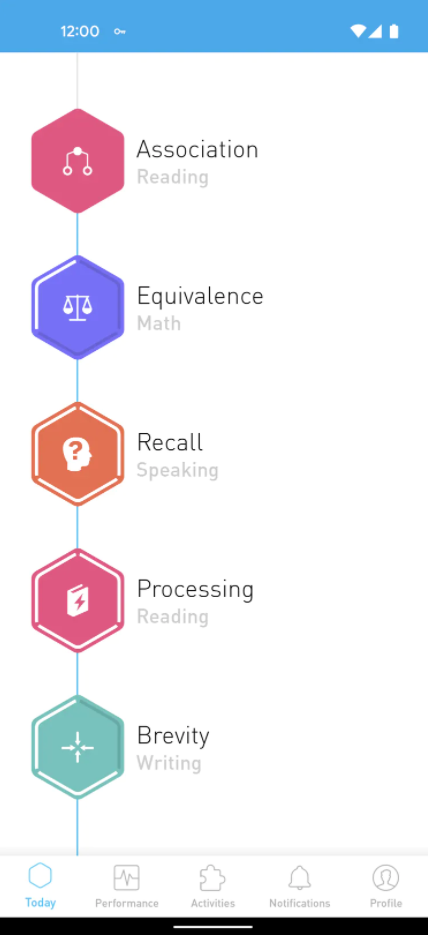 12:00
Association
Reading
Equivalence
Math
Recall
Speaking
Processing
Reading
Brevity
Writing
Today
Performance
Activities
Notifications
Profile